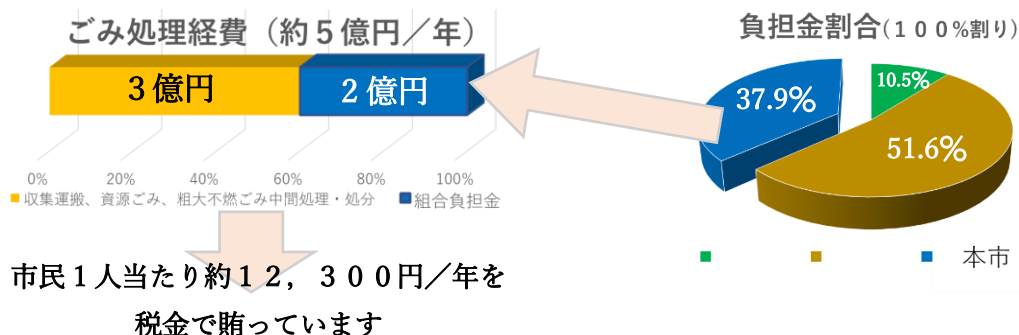 ごみ処理経費（約５億円／年）
３億円
２億円
0% 20% 40% 60% 80% 100%
収集運搬、資源ごみ、粗大不燃ごみ中間処理・処分 組合負担金
市民１人当たり約１２，３００円／年を
税金で賄っています
負担金割合(１００%割り)
10.5%
37.9%
51.6%
本市